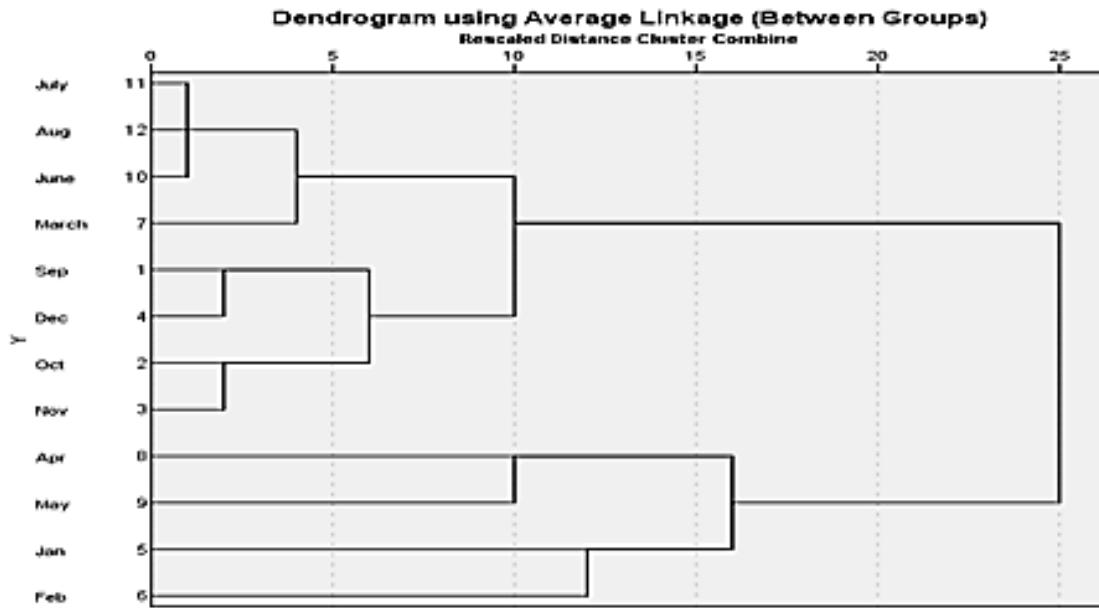 Dendrogram using Average Linkage (Between Groups)
Rescaled Distance Cluster Combine
0 5 10 15 20 25
July 11
Aug 12
June 10
March 7
Sep 1
Dec 4
Y
Oct 2
Nov 3
Apr 8
May 9
Jan 5
Feb 6